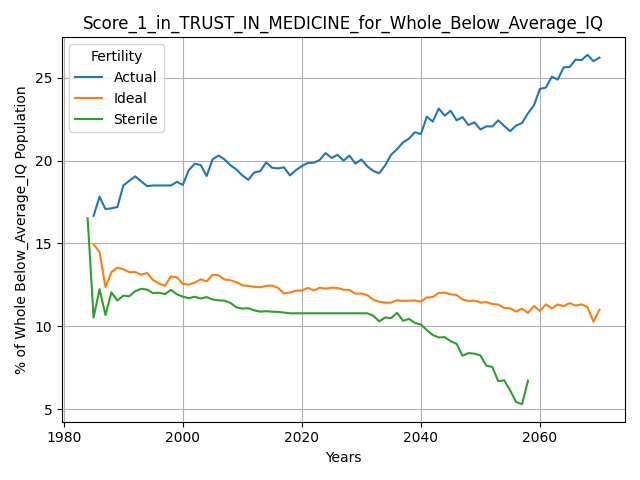 Score_1_in_TRUST_IN_MEDICINE_for_Whole_Below_Average_IQ
Fertility
Actual
Ideal
Sterile
% of Whole Below_Average_IQ Population
25
20
15
10
5
1980
2000
2020
2040
2060
Years